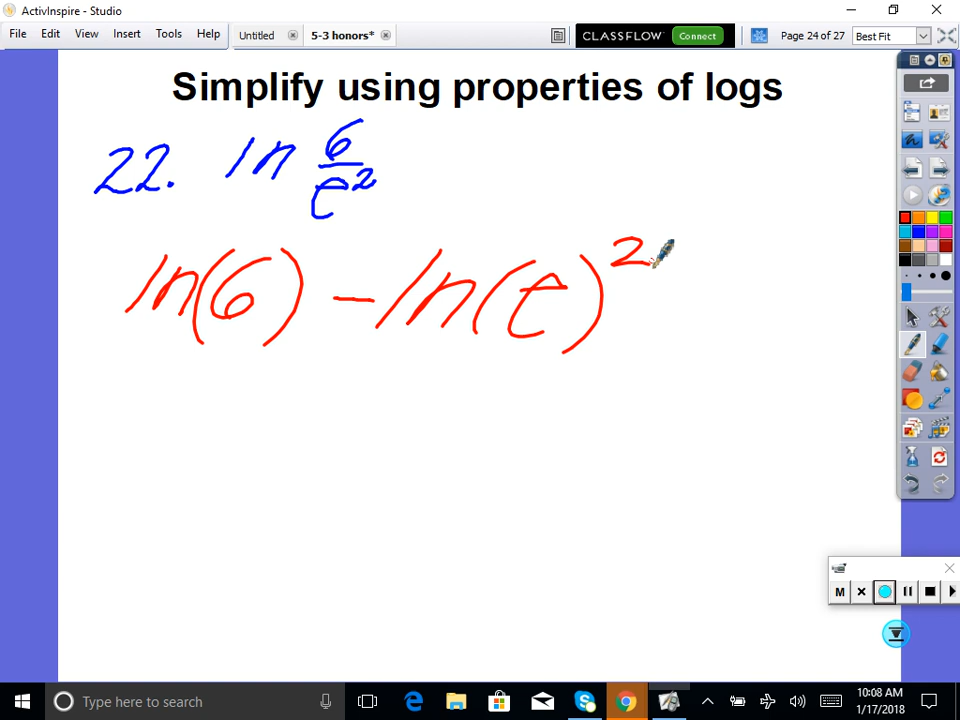 ActivInspire - Studio
File Edit View Insert Tools Help Untitled 5-3 honors* CLASSFLOW Connect Page 24 of 27 Best Fit
Simplify using properties of logs
22. ln 6/e²
ln(6) - ln(e)²
M
Type here to search
10:08 AM
1/17/2018